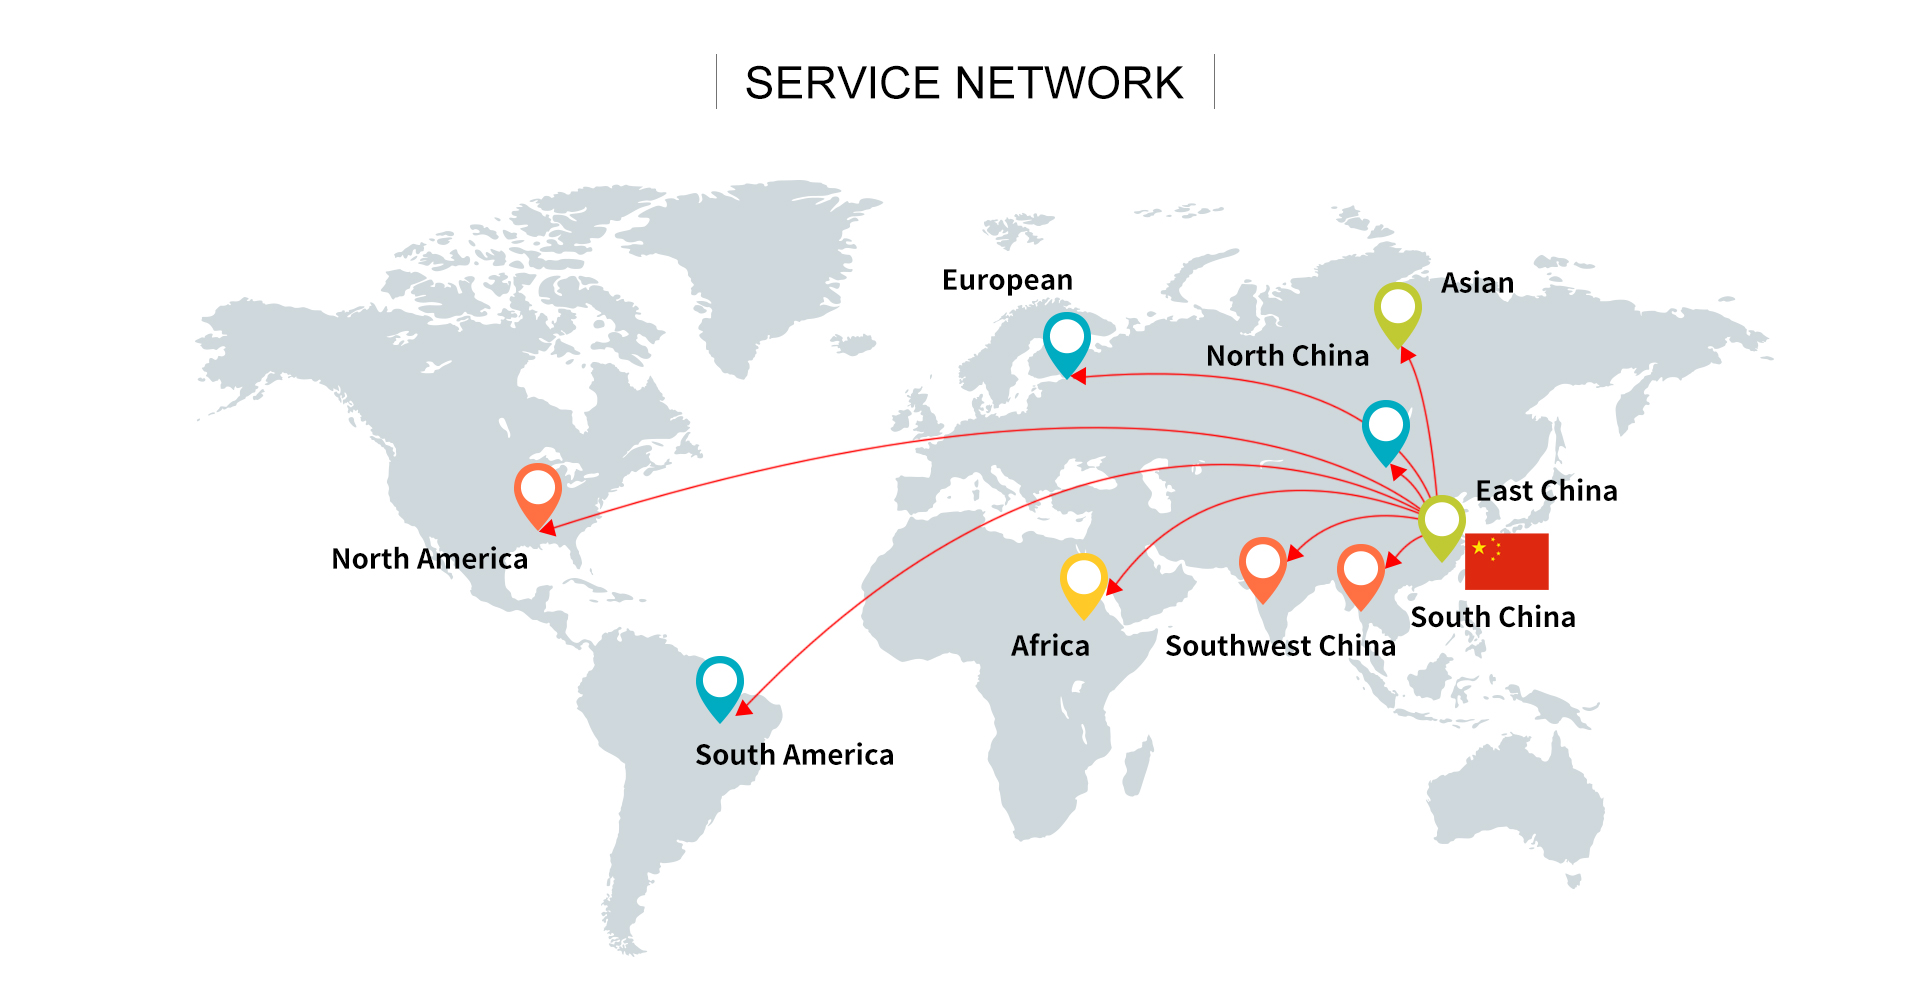 SERVICE NETWORK
European
Asian
North China
East China
North America
South China
Africa
Southwest China
South America